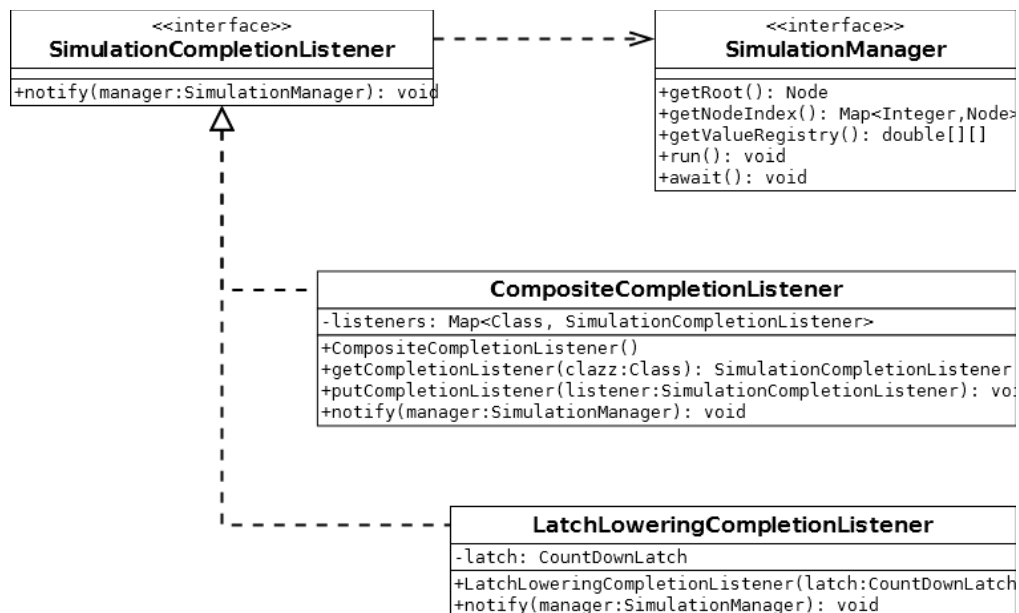 <<interface>>
SimulationCompletionListener
+notify(manager:SimulationManager): void
<<interface>>
SimulationManager
+getRoot(): Node
+getNodeIndex(): Map<Integer,Node>
+getValueRegistry(): double[][]
+run(): void
+await(): void
CompositeCompletionListener
-listeners: Map<Class, SimulationCompletionListener>
+CompositeCompletionListener()
+getCompletionListener(clazz:Class): SimulationCompletionListener
+putCompletionListener(listener:SimulationCompletionListener): voi
+notify(manager:SimulationManager): void
LatchLoweringCompletionListener
-latch: CountDownLatch
+LatchLoweringCompletionListener(latch:CountDownLatch
+notify(manager:SimulationManager): void